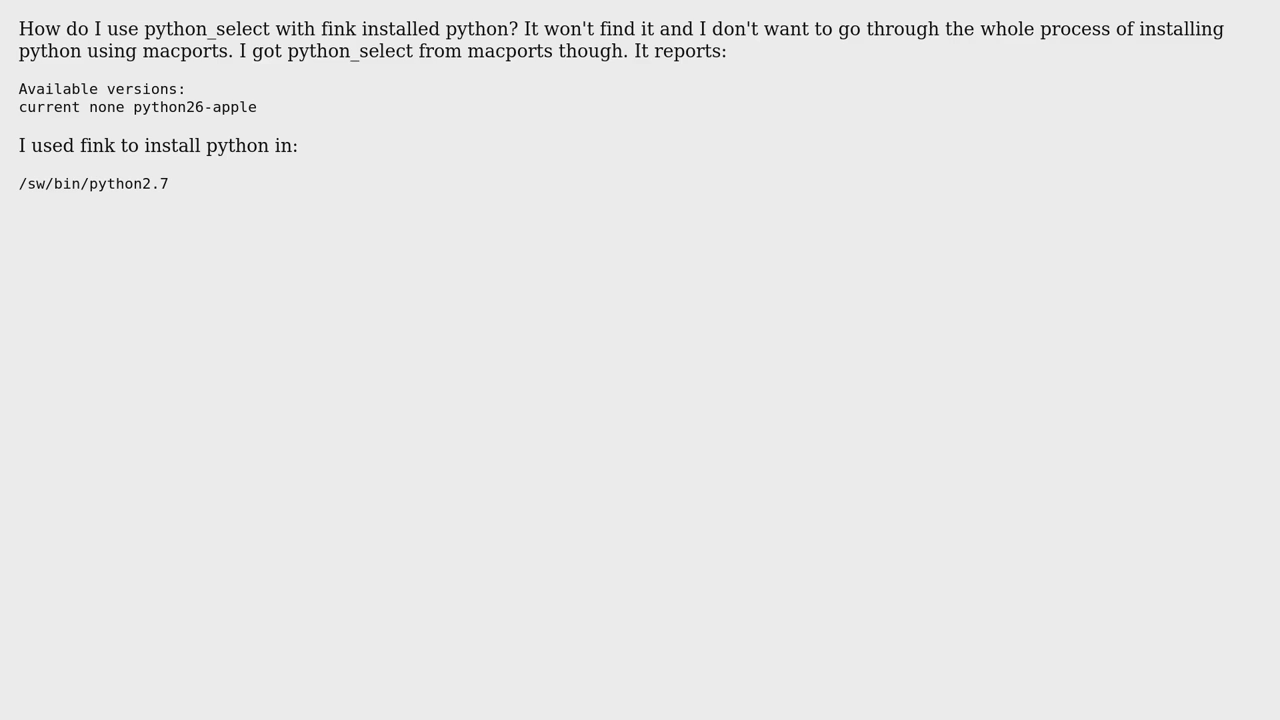 How do I use python_select with fink installed python? It won't find it and I don't want to go through the whole process of installing
python using macports. I got python_select from macports though. It reports:
Available versions:
current none python26-apple
I used fink to install python in:
/sw/bin/python2.7